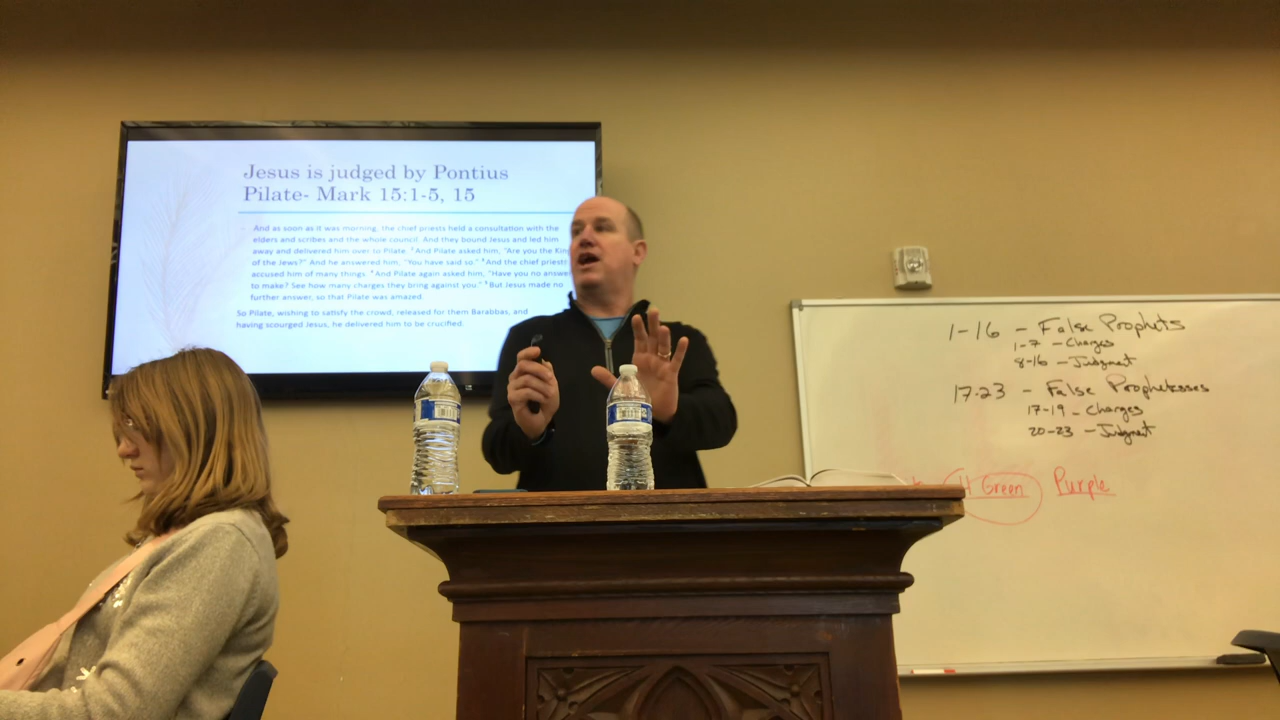 Jesus is judged by Pontius
Pilate- Mark 15:1-5, 15
And as soon as it was morning, the chief priests held a consultation with the
elders and scribes and the whole council. And they bound Jesus and led him
away and delivered him over to Pilate. ² And Pilate asked him, "Are you the
of the Jews?" And he answered him, "You have said so." ³ And the chief
accused him of many things. ⁴ And Pilate again asked him, "Have you no
to make? See how many charges they bring against you." ⁵ But Jesus made no
further answer, so that Pilate was amazed.
So Pilate, wishing to satisfy the crowd, released for them Barabbas, and
having scourged Jesus, he delivered him to be crucified.
1-16 - False Prophets
1-7 - Charges
8-16 - Judgment
17-23 - False Prophetesses
17-19 - Charges
20-23 - Judgment
Green Purple